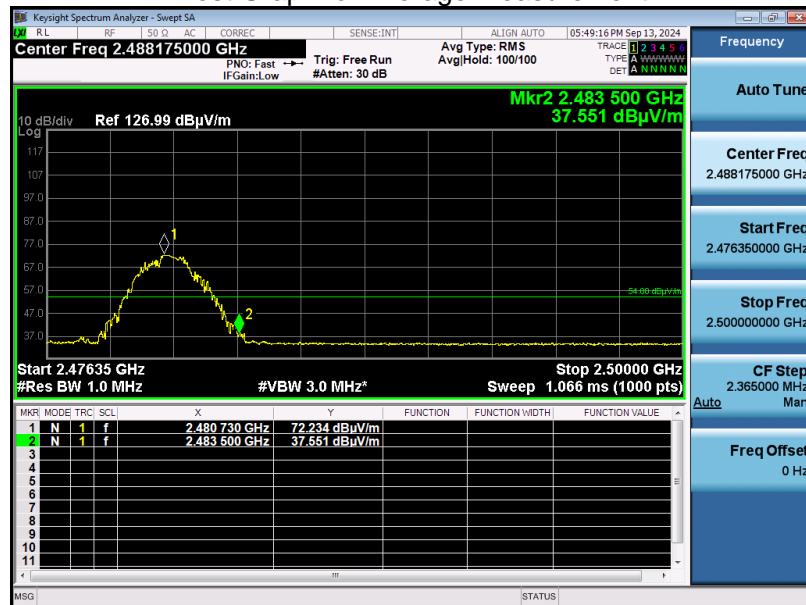 Keysight Spectrum Analyzer - Swept SA
LXI RL RF 50 Ω AC CORREC SENSE:INT ALIGN AUTO 05:49:16 PM Sep 13, 2024
Center Freq 2.488175000 GHz
PNO: Fast
IFGain:Low
Trig: Free Run
#Atten: 30 dB
Avg Type: RMS
Avg|Hold: 100/100
TRACE 1 2 3 4 5 6
TYPE A WWWWW
DET A N N N N N
Mkr2 2.483 500 GHz
37.551 dBµV/m
10 dB/div Ref 126.99 dBµV/m
Log
117
107
97.0
87.0
77.0
67.0
57.0
47.0
37.0
1
2
54.00 dBµV/m
Start 2.47635 GHz Stop 2.50000 GHz
#Res BW 1.0 MHz #VBW 3.0 MHz* Sweep 1.066 ms (1000 pts)
MKR MODE TRC SCL X Y FUNCTION FUNCTION WIDTH FUNCTION VALUE
1 N 1 f 2.480 730 GHz 72.234 dBµV/m
2 N 1 f 2.483 500 GHz 37.551 dBµV/m
3
4
5
6
7
8
9
10
11
MSG STATUS
Frequency
Auto Tune
Center Freq
2.488175000 GHz
Start Freq
2.476350000 GHz
Stop Freq
2.500000000 GHz
CF Step
2.365000 MHz
Auto Man
Freq Offset
0 Hz